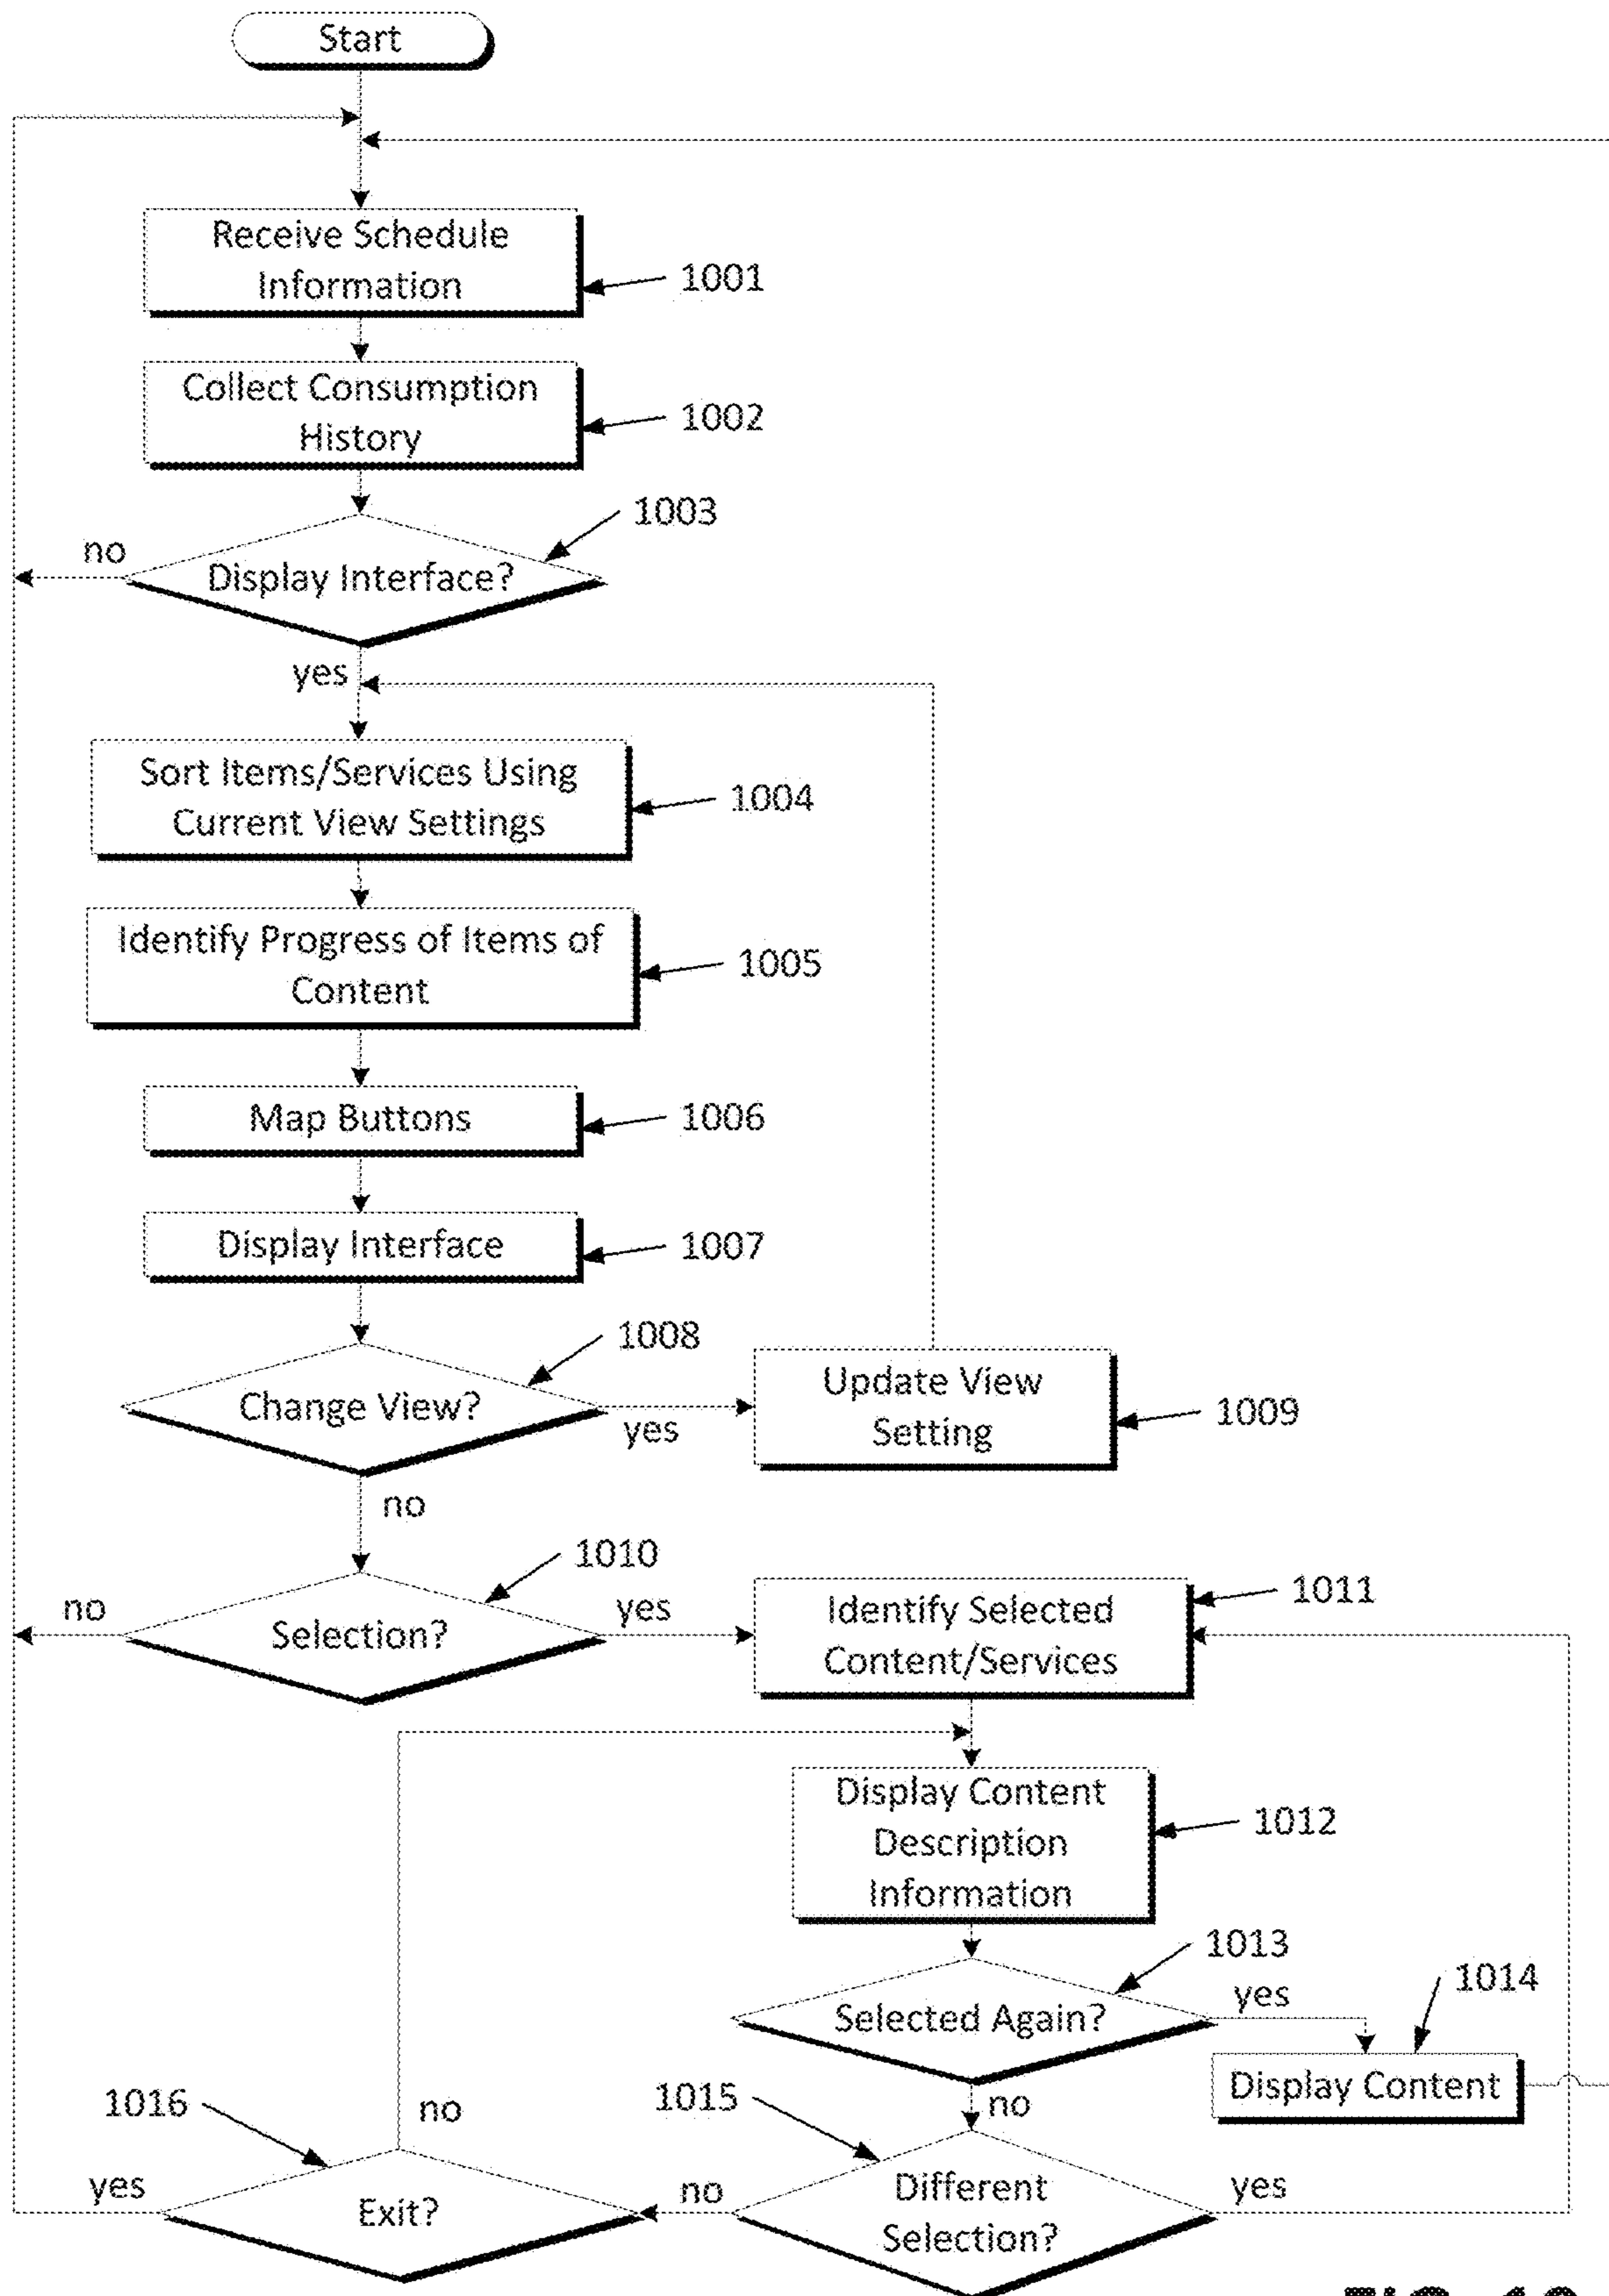 Start
Receive Schedule
Information
1001
Collect Consumption
History
1002
1003
no
Display Interface?
yes
Sort Items/Services Using
Current View Settings
1004
Identify Progress of Items of
Content
1005
Map Buttons
1006
Display Interface
1007
1008
Change View?
yes
Update View
Setting
1009
no
1010
no
Selection?
yes
Identify Selected
Content/Services
1011
Display Content
Description
Information
1012
1013
Selected Again?
yes
1014
Display Content
no
1015
Different
Selection?
yes
no
1016
no
Exit?
yes